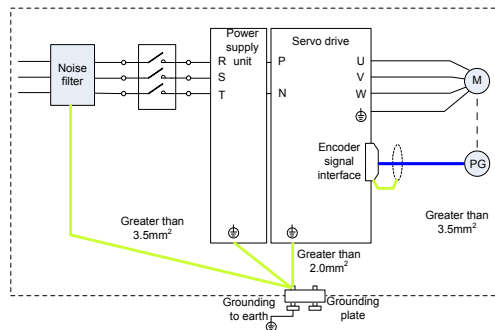 Power
supply
unit
Servo drive
Noise
filter
R
S
T
P
N
U
V
W
M
Encoder
signal
interface
PG
Greater than
3.5mm²
Greater than
3.5mm²
Greater than
2.0mm²
Grounding
to earth
Grounding
plate